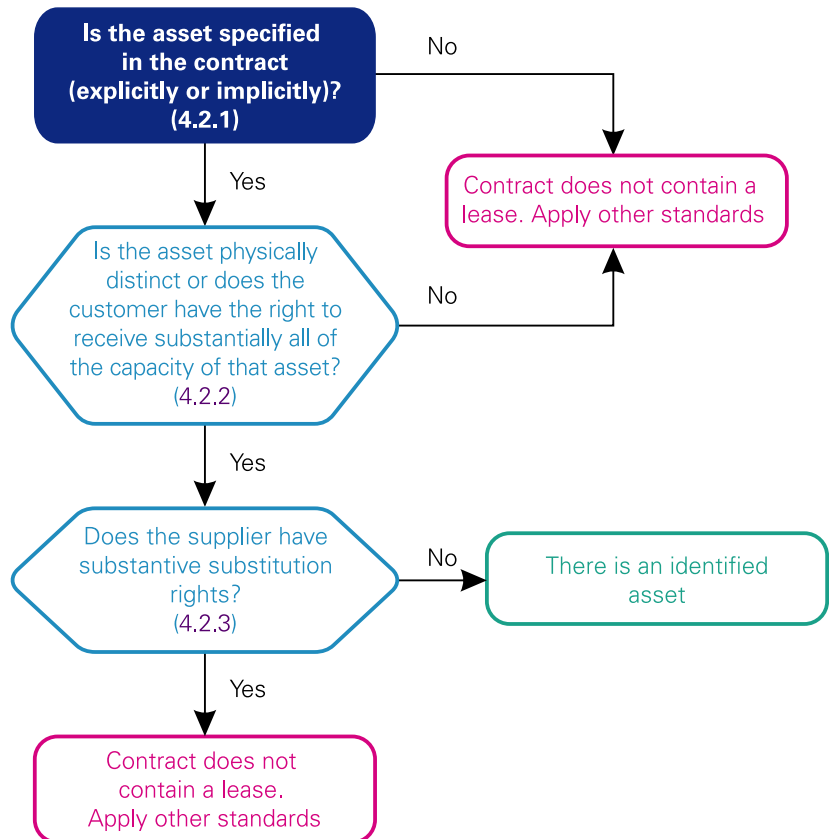 Is the asset specified
in the contract
(explicitly or implicitly)?
(4.2.1)
No
Yes
Contract does not contain a
lease. Apply other standards
Is the asset physically
distinct or does the
customer have the right to
receive substantially all of
the capacity of that asset?
(4.2.2)
No
Yes
Does the supplier have
substantive substitution
rights?
(4.2.3)
No
There is an identified
asset
Yes
Contract does not
contain a lease.
Apply other standards